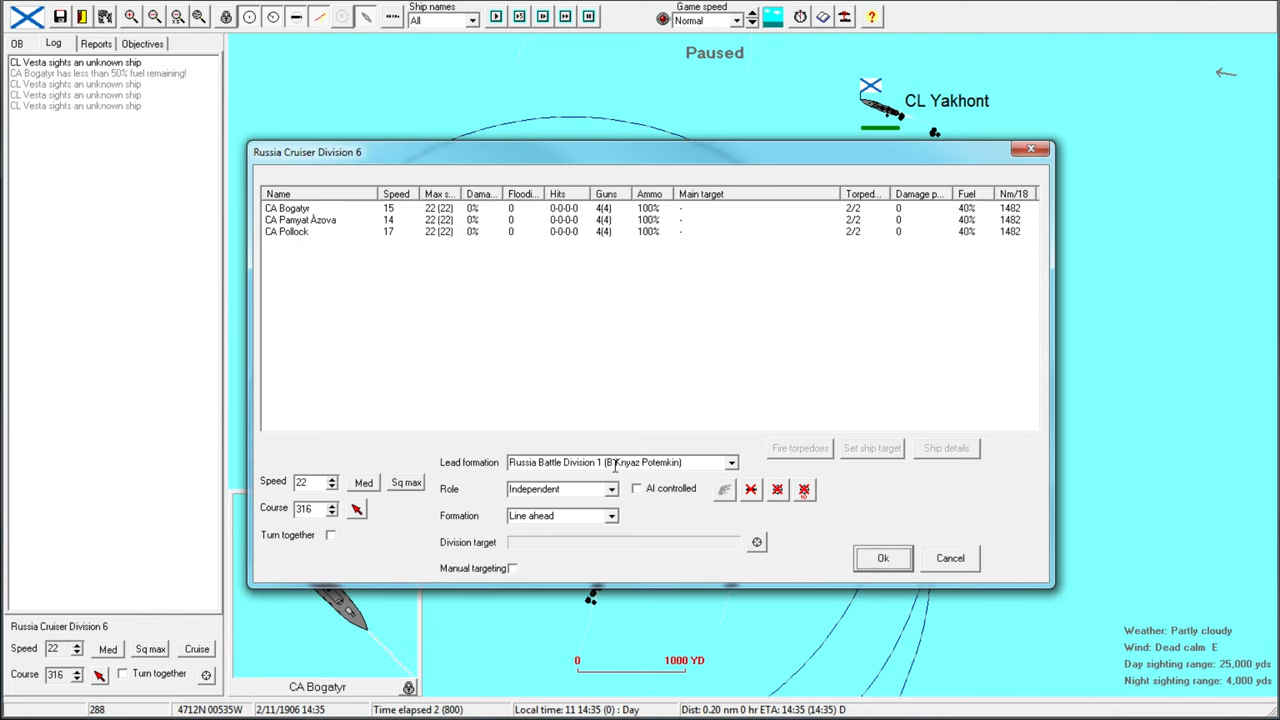 Ship names
All
Game speed
Normal
OB Log Reports Objectives
CL Vesta sights an unknown ship
CA Bogatyr has less than 50% fuel remaining!
CL Vesta sights an unknown ship
CL Vesta sights an unknown ship
CL Vesta sights an unknown ship
Paused
CL Yakhont
Russia Cruiser Division 6
Name Speed Max s... Dama... Floodi... Hits Guns Ammo Main target Torped... Damage p... Fuel Nm/18
CA Bogatyr 15 22 (22) 0% 0 0-0-0-0 4(4) 100% - 2/2 0 40% 1482
CA Pamyat Àzova 14 22 (22) 0% 0 0-0-0-0 4(4) 100% - 2/2 0 40% 1482
CA Pollock 17 22 (22) 0% 0 0-0-0-0 4(4) 100% - 2/2 0 40% 1482
Fire torpedoes Set ship target Ship details
Lead formation Russia Battle Division 1 (B Knyaz Potemkin)
Speed 22 Med Sq max
Role Independent AI controlled
10
Course 316
Formation Line ahead
Turn together
Division target
Manual targeting
Ok Cancel
Russia Cruiser Division 6
Speed 22 Med Sq max Cruise
Course 316 Turn together
CA Bogatyr
0 1000 YD
Weather: Partly cloudy
Wind: Dead calm E
Day sighting range: 25,000 yds
Night sighting range: 4,000 yds
288 4712N 00535W 2/11/1906 14:35 Time elapsed 2 (800) Local time: 11 14:35 (0) : Day Dist: 0.20 nm 0 hr ETA: 14:35 (14:35) D